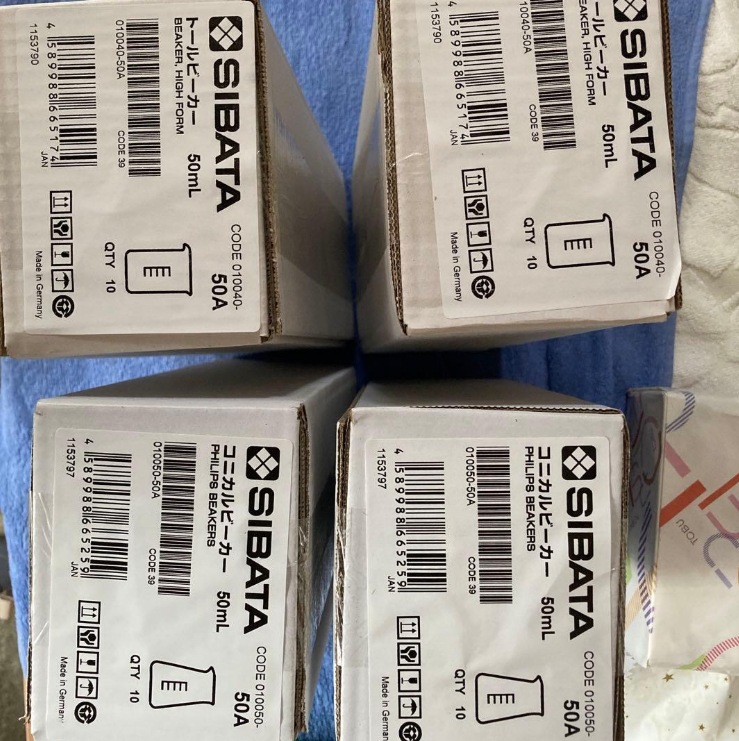 SIBATA
トールビーカー 50mL
BEAKER, HIGH FORM
CODE 010040-
50A
010040-50A
CODE 39
QTY 10
4 589988 665174
JAN
1153790
Made in Germany
SIBATA
トールビーカー 50mL
BEAKER, HIGH FORM
CODE 010040-
50A
010040-50A
CODE 39
QTY 10
4 589988 665174
JAN
1153790
Made in Germany
SIBATA
コニカルビーカー 50mL
PHILIPS BEAKERS
CODE 010050-
50A
010050-50A
CODE 39
QTY 10
4 589988 665259
JAN
1153797
Made in Germany
SIBATA
コニカルビーカー 50mL
PHILIPS BEAKERS
CODE 010050-
50A
010050-50A
CODE 39
QTY 10
4 589988 665259
JAN
1153797
Made in
TOBU